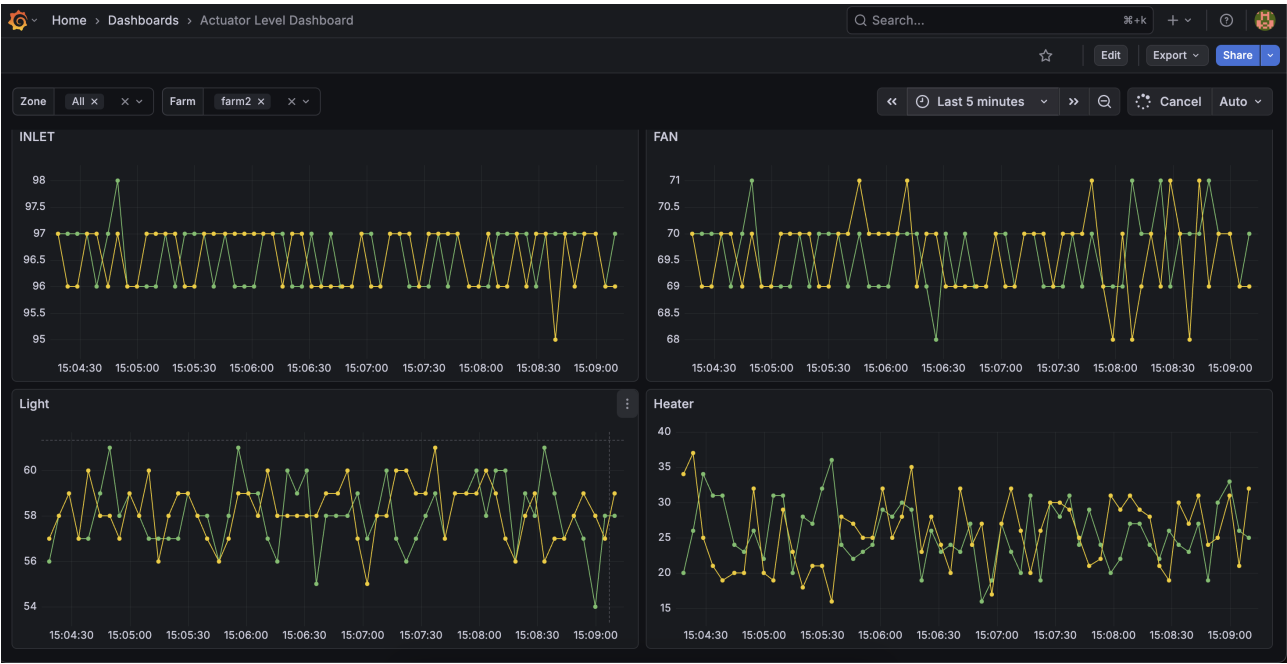 Home › Dashboards › Actuator Level Dashboard Search... ⌘+k
Edit Export Share
Zone All × Farm farm2 × Last 5 minutes Cancel Auto
INLET
98
97.5
97
96.5
96
95.5
95
15:04:30 15:05:00 15:05:30 15:06:00 15:06:30 15:07:00 15:07:30 15:08:00 15:08:30 15:09:00
FAN
71
70.5
70
69.5
69
68.5
68
15:04:30 15:05:00 15:05:30 15:06:00 15:06:30 15:07:00 15:07:30 15:08:00 15:08:30 15:09:00
Light
60
58
56
54
15:04:30 15:05:00 15:05:30 15:06:00 15:06:30 15:07:00 15:07:30 15:08:00 15:08:30 15:09:00
Heater
40
35
30
25
20
15
15:04:30 15:05:00 15:05:30 15:06:00 15:06:30 15:07:00 15:07:30 15:08:00 15:08:30 15:09:00